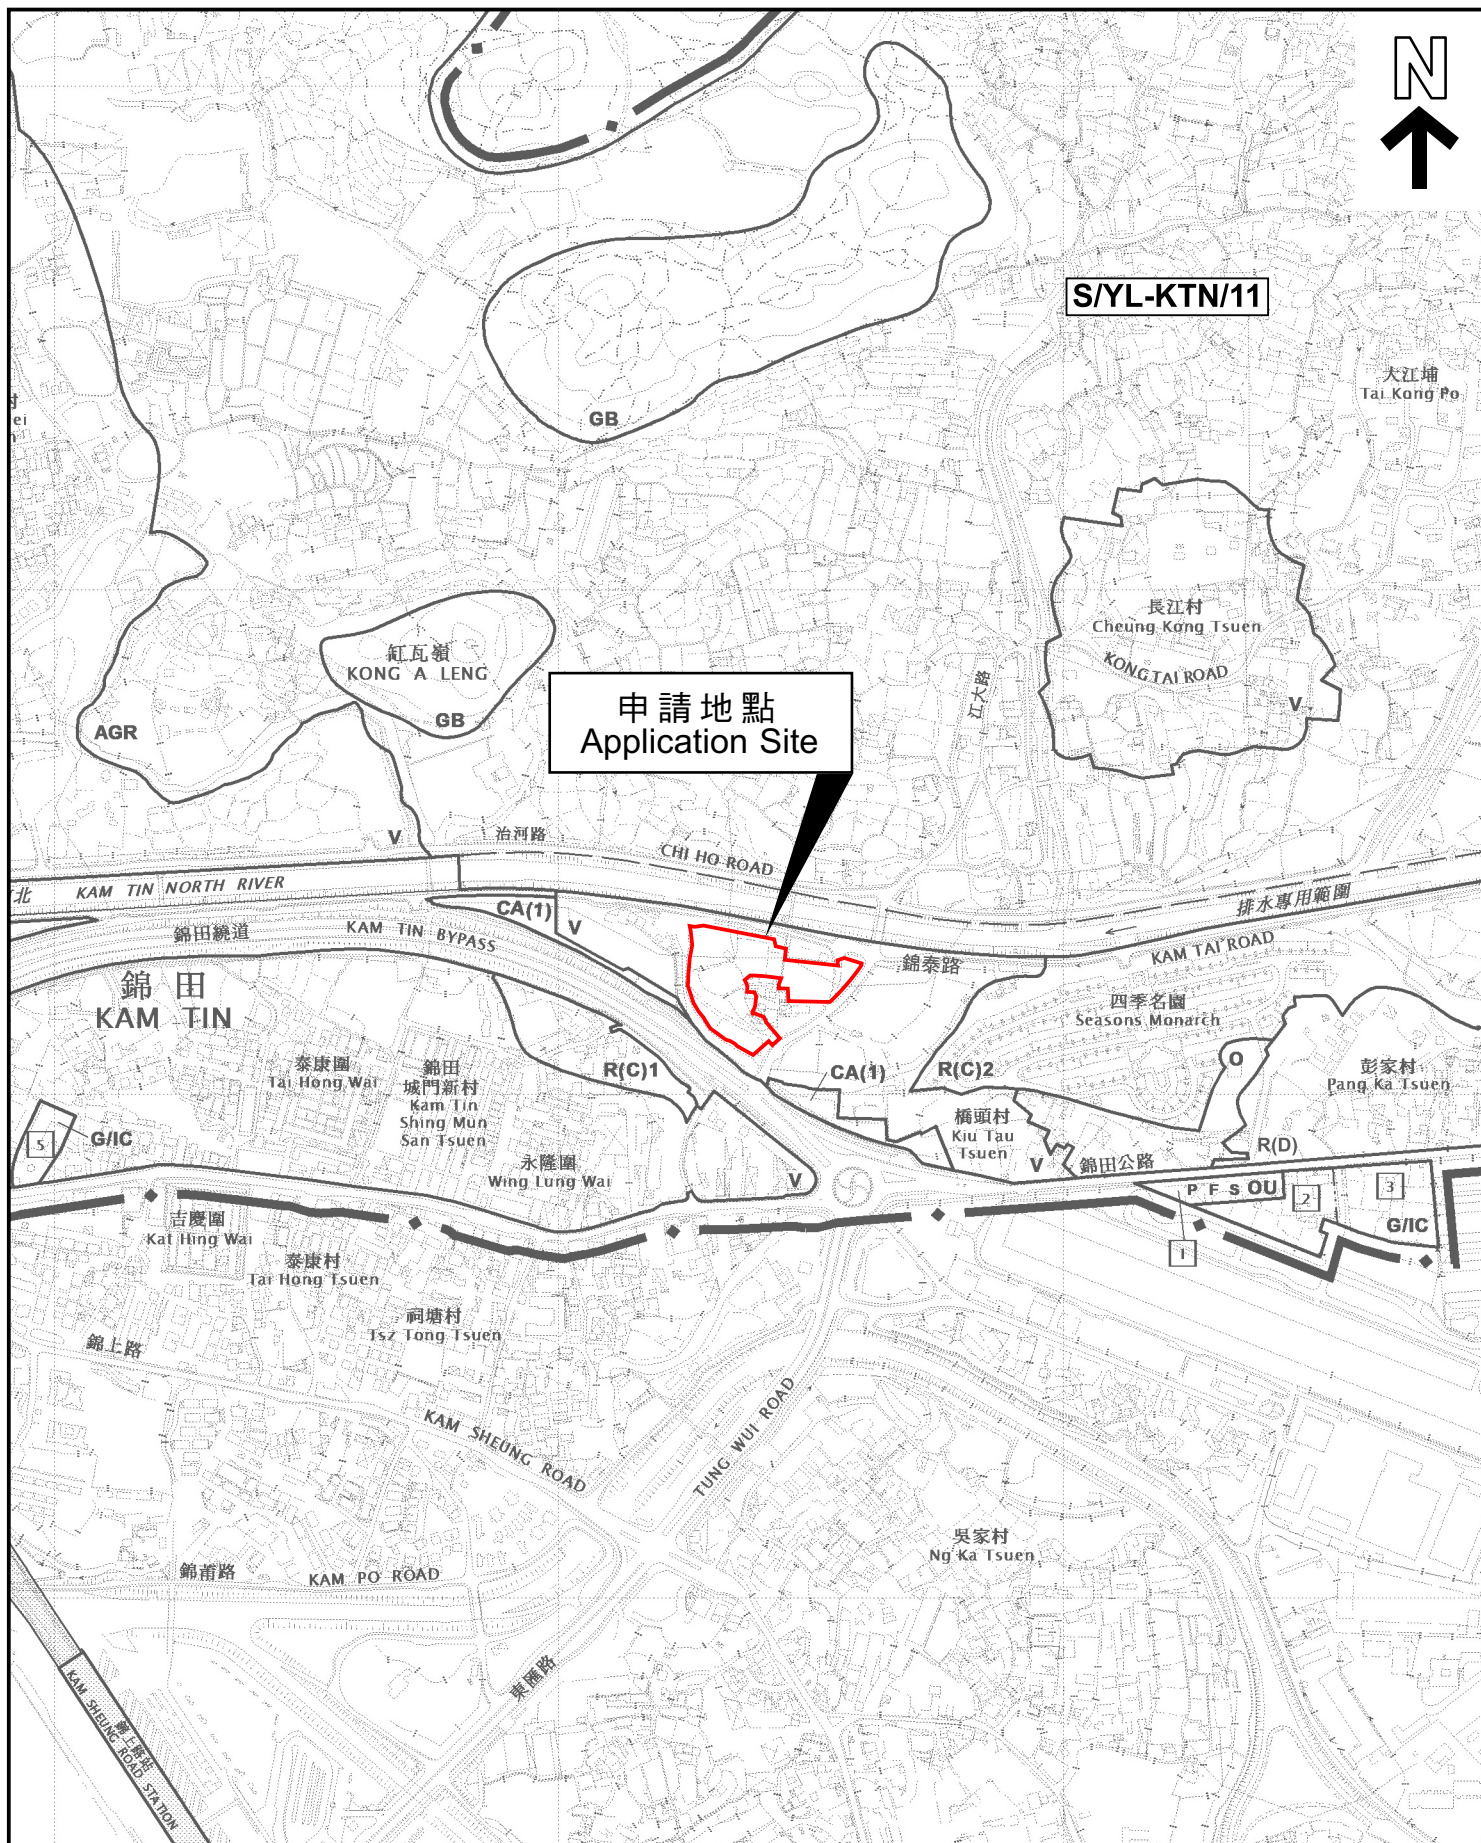 N
S/YL-KTN/11
大江埔
Tai Kong Po
村
ei
GB
長江村
Cheung Kong Tsuen
KONG TAI ROAD
V
缸瓦嶺
KONG A LENG
GB
AGR
申請地點
Application Site
江大路
V
治河路
CHI HO ROAD
北
KAM TIN NORTH RIVER
排水專用範圍
CA(1)
V
錦田繞道
KAM TIN BYPASS
錦泰路
KAM TAI ROAD
錦田
KAM TIN
四季名園
Seasons Monarch
泰康圍
Tai Hong Wai
錦田
城門新村
Kam Tin
Shing Mun
San Tsuen
R(C)1
CA(1)
R(C)2
O
彭家村
Pang Ka Tsuen
橋頭村
Kiu Tau
Tsuen
5
G/IC
永隆圍
Wing Lung Wai
V
V
錦田公路
R(D)
P F S OU
2
3
G/IC
1
吉慶圍
Kat Hing Wai
泰康村
Tai Hong Tsuen
祠塘村
Tsz Tong Tsuen
錦上路
KAM SHEUNG ROAD
TUNG WUI ROAD
吳家村
Ng Ka Tsuen
錦莆路
KAM PO ROAD
東匯路
錦上路站
KAM SHEUNG ROAD STATION